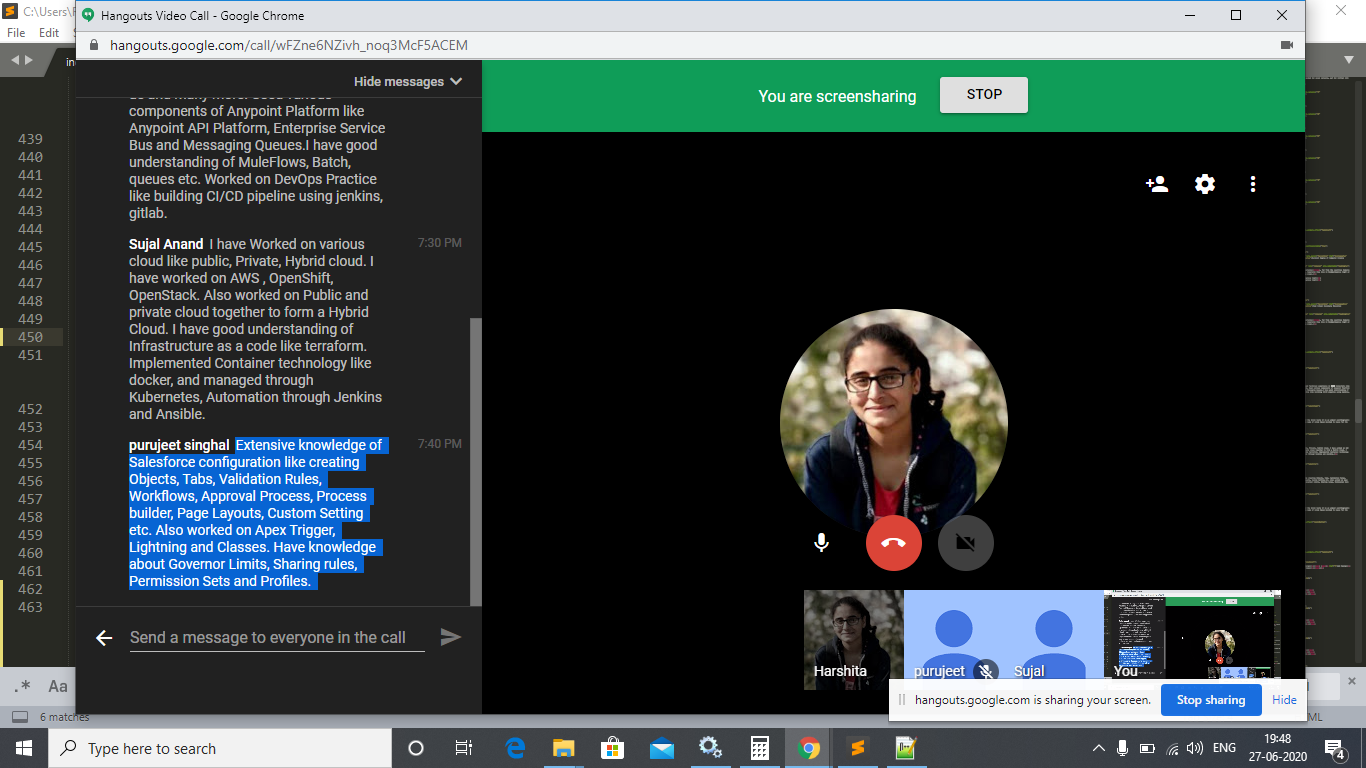 C:\Users\
Hangouts Video Call - Google Chrome
File Edit
hangouts.google.com/call/wFZne6NZivh_noq3McF5ACEM
Hide messages
You are screensharing
STOP
components of Anypoint Platform like
Anypoint API Platform, Enterprise Service
Bus and Messaging Queues.I have good
understanding of MuleFlows, Batch,
queues etc. Worked on DevOps Practice
like building CI/CD pipeline using jenkins,
gitlab.
Sujal Anand I have Worked on various 7:30 PM
cloud like public, Private, Hybrid cloud. I
have worked on AWS , OpenShift,
OpenStack. Also worked on Public and
private cloud together to form a Hybrid
Cloud. I have good understanding of
Infrastructure as a code like terraform.
Implemented Container technology like
docker, and managed through
Kubernetes, Automation through Jenkins
and Ansible.
purujeet singhal Extensive knowledge of 7:40 PM
Salesforce configuration like creating
Objects, Tabs, Validation Rules,
Workflows, Approval Process, Process
builder, Page Layouts, Custom Setting
etc. Also worked on Apex Trigger,
Lightning and Classes. Have knowledge
about Governor Limits, Sharing rules,
Permission Sets and Profiles.
Send a message to everyone in the call
439
440
441
442
443
444
445
446
447
448
449
450
451
452
453
454
455
456
457
458
459
460
461
462
463
Harshita
purujeet
Sujal
You
hangouts.google.com is sharing your screen.
Stop sharing
Hide
.* Aa
6 matches
Type here to search
ENG
19:48
27-06-2020
4